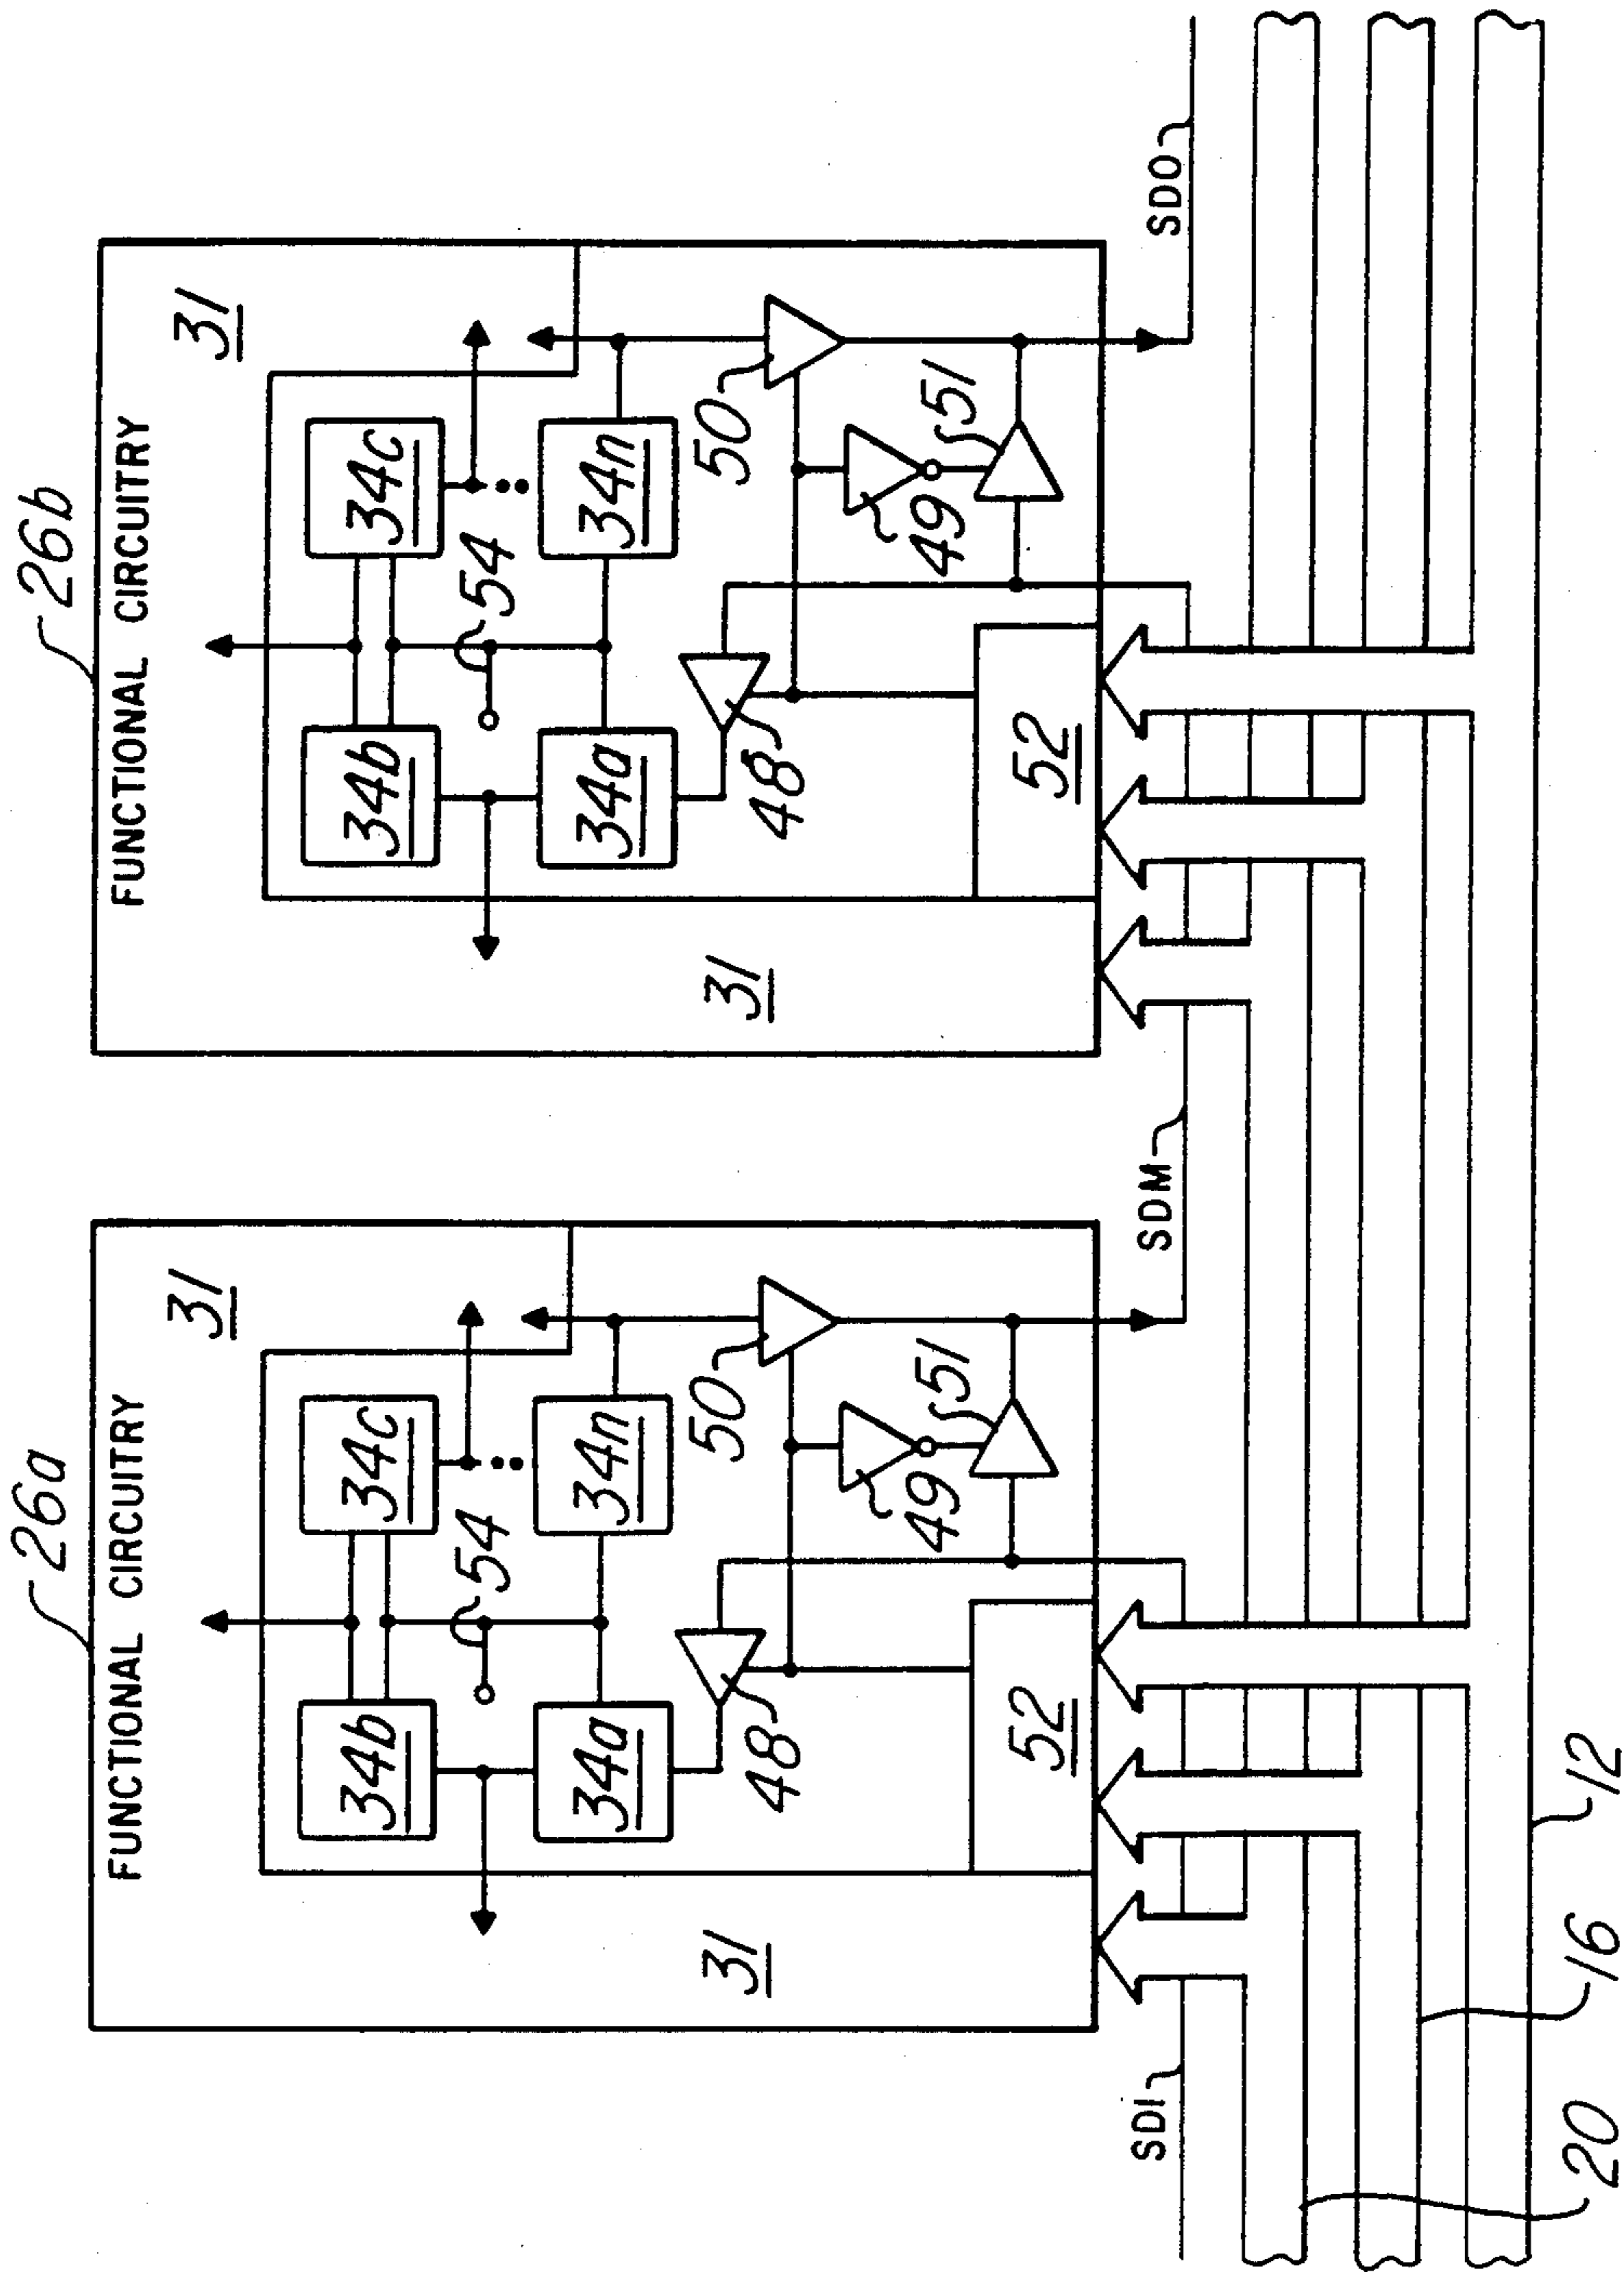 26a
FUNCTIONAL CIRCUITRY
31
34b
34c
54
34a
34n
50
48
49
51
31
52
26b
FUNCTIONAL CIRCUITRY
31
34b
34c
54
34a
34n
50
48
49
51
31
52
SDI
SDM
SDO
20
16
12